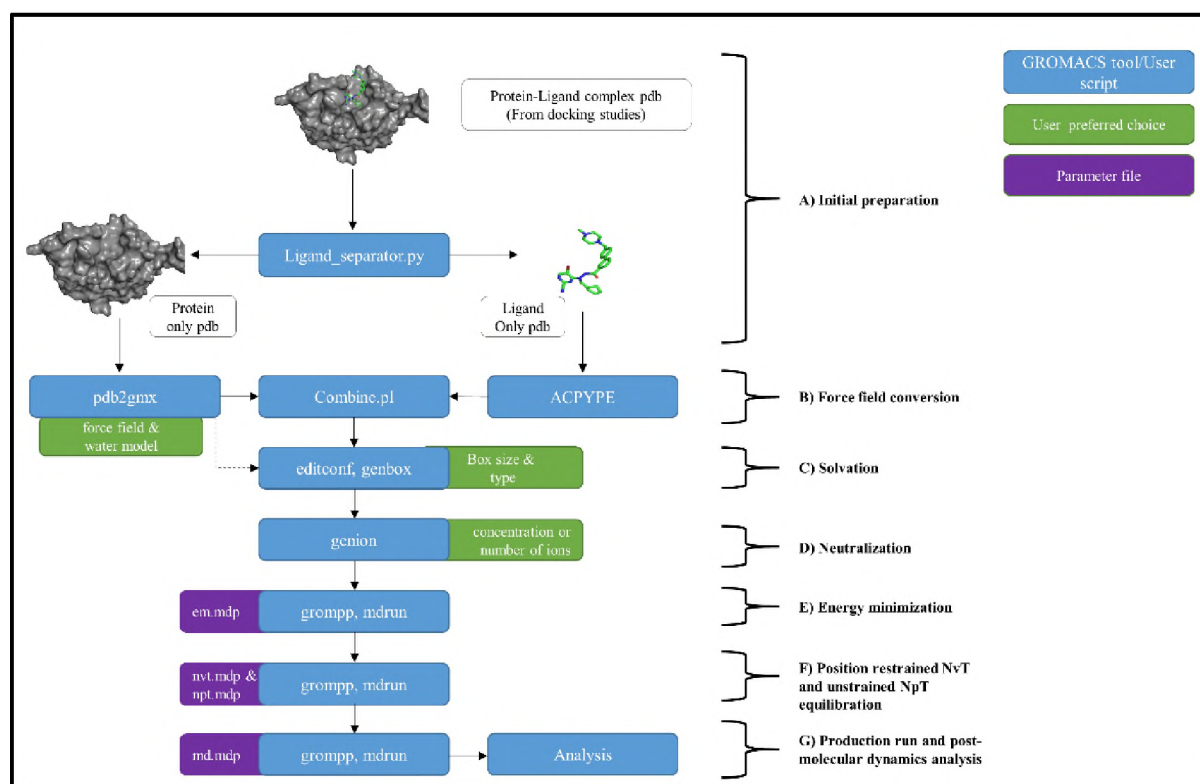 Protein-Ligand complex pdb
(From docking studies)
GROMACS tool/User
script
User preferred choice
Parameter file
A) Initial preparation
Ligand_separator.py
Protein
only pdb
Ligand
Only pdb
pdb2gmx
Combine.pl
ACPYPE
B) Force field conversion
force field &
water model
editconf, genbox
Box size &
type
C) Solvation
genion
concentration or
number of ions
D) Neutralization
em.mdp
grompp, mdrun
E) Energy minimization
nvt.mdp &
npt.mdp
grompp, mdrun
F) Position restrained NvT
and unstrained NpT
equilibration
md.mdp
grompp, mdrun
Analysis
G) Production run and post-
molecular dynamics analysis